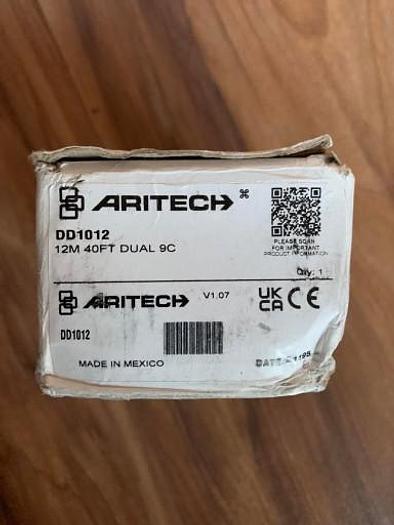 ARITECH
DD1012
12M 40FT DUAL 9C
PLEASE SCAN
FOR IMPORTANT
PRODUCT INFORMATION
Qty: 1
ARITECH V1.07 UK CA CE
DD1012
MADE IN MEXICO